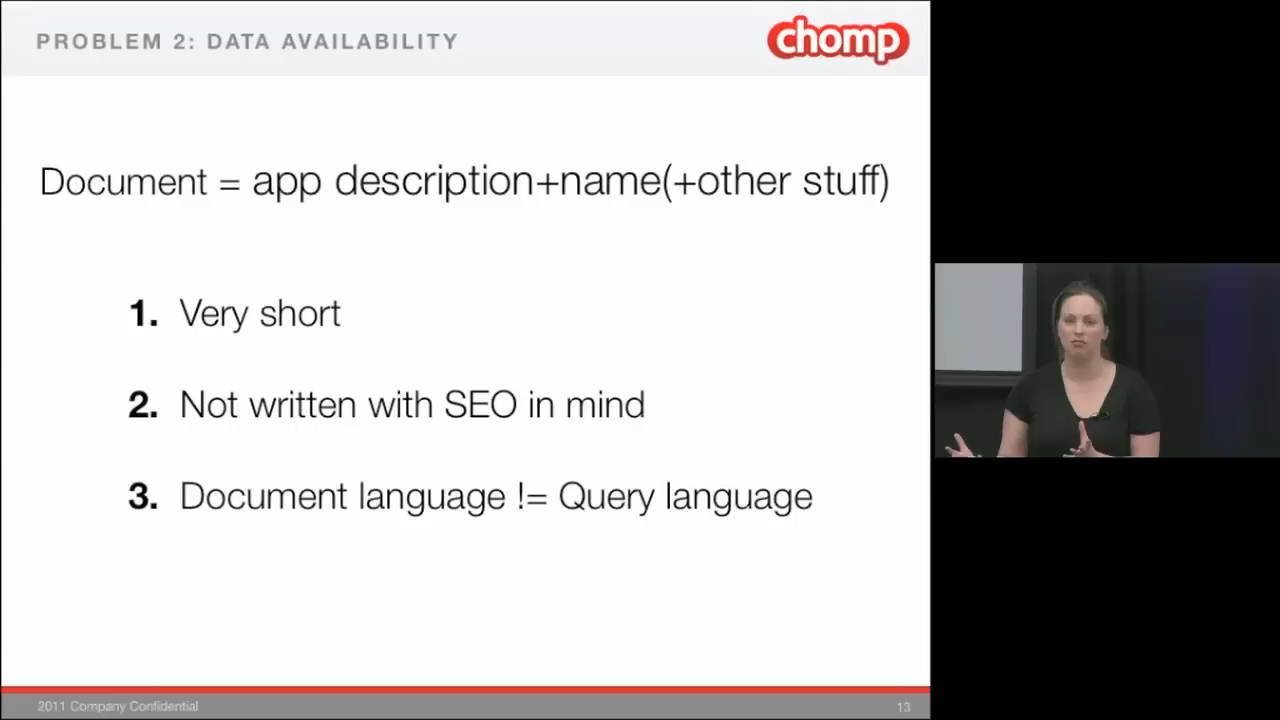 PROBLEM 2: DATA AVAILABILITY
chomp
Document = app description+name(+other stuff)
1. Very short
2. Not written with SEO in mind
3. Document language != Query language
2011 Company Confidential
13